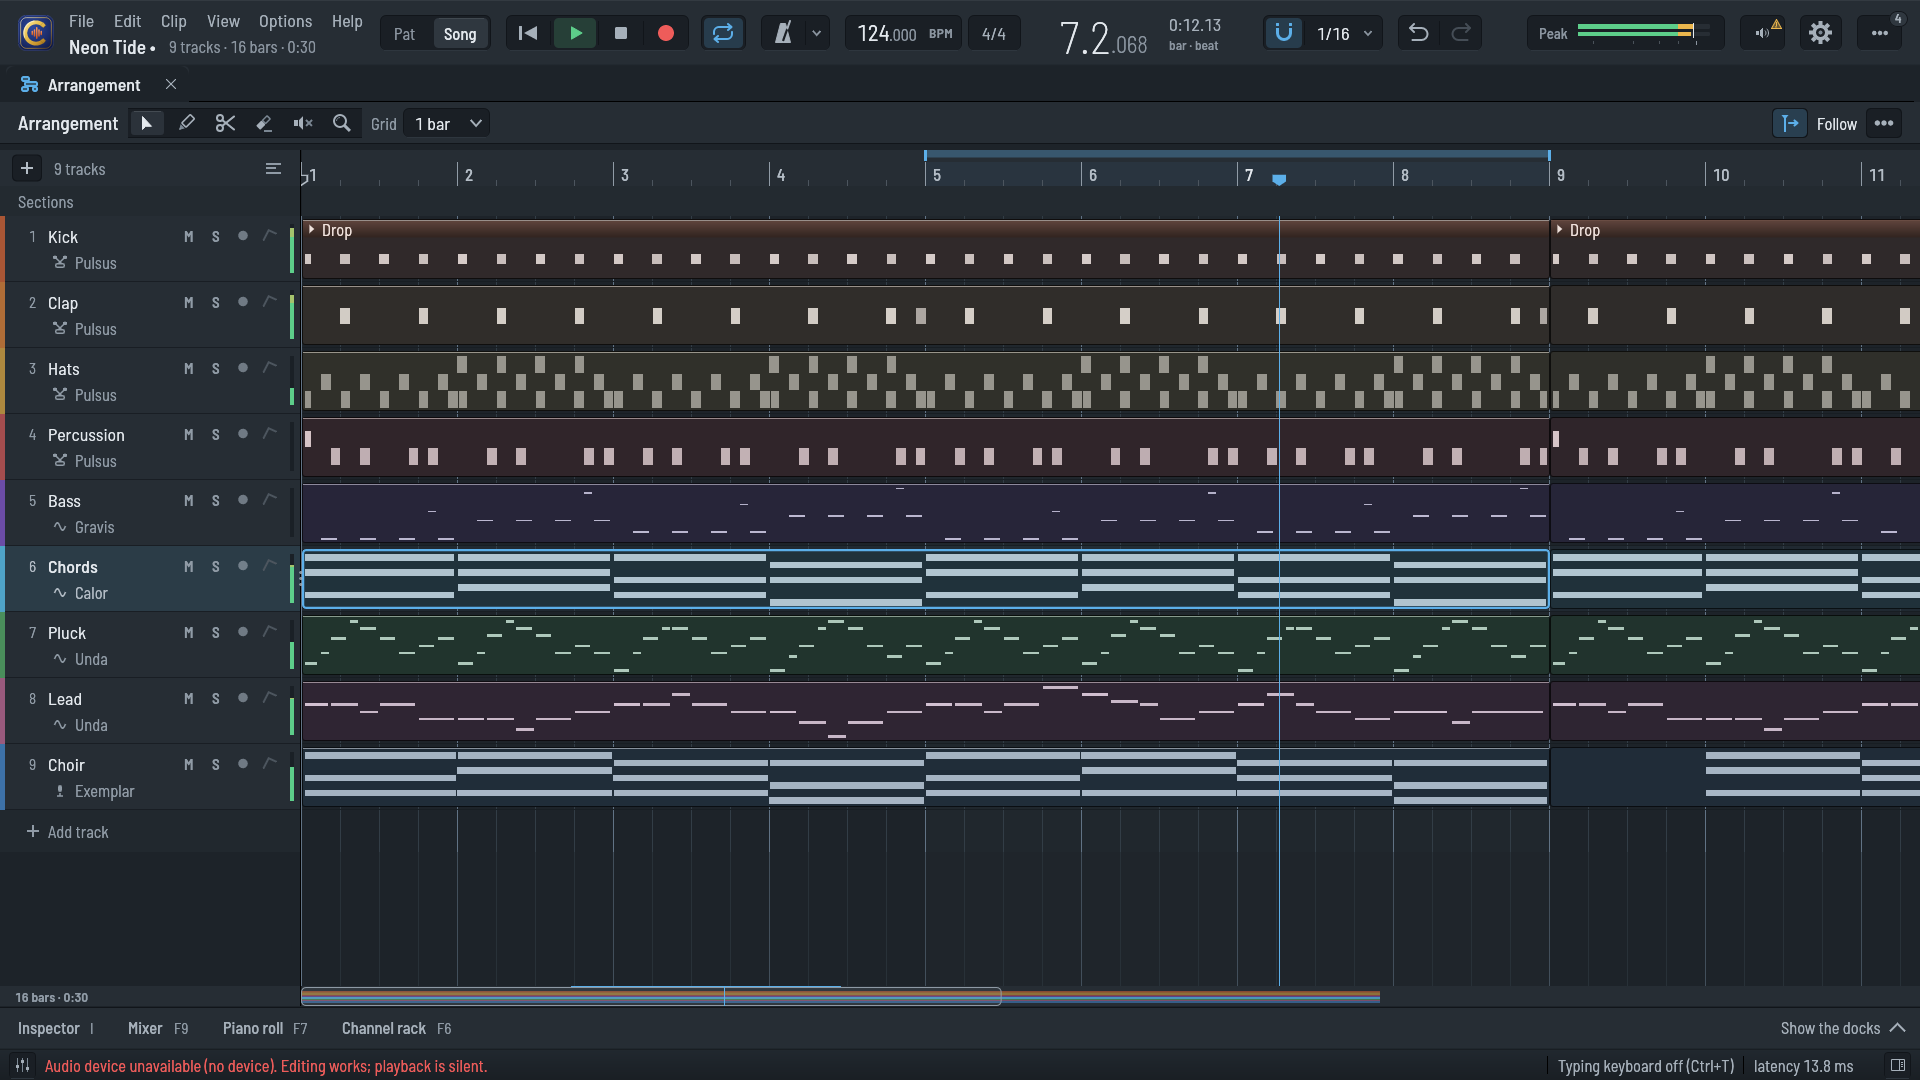 File Edit Clip View Options Help
Neon Tide • 9 tracks · 16 bars · 0:30
Pat Song
124.000 BPM 4/4
7.2.068
0:12.13
bar · beat
1/16
Peak
4
Arrangement
Arrangement Grid 1 bar
Follow
9 tracks
1 2 3 4 5 6 7 8 9 10 11
Sections
1 Kick M S
Pulsus
Drop Drop
2 Clap M S
Pulsus
3 Hats M S
Pulsus
4 Percussion M S
Pulsus
5 Bass M S
Gravis
6 Chords M S
Calor
7 Pluck M S
Unda
8 Lead M S
Unda
9 Choir M S
Exemplar
Add track
16 bars · 0:30
Inspector I Mixer F9 Piano roll F7 Channel rack F6
Show the docks
Audio device unavailable (no device). Editing works; playback is silent.
Typing keyboard off (Ctrl+T) latency 13.8 ms